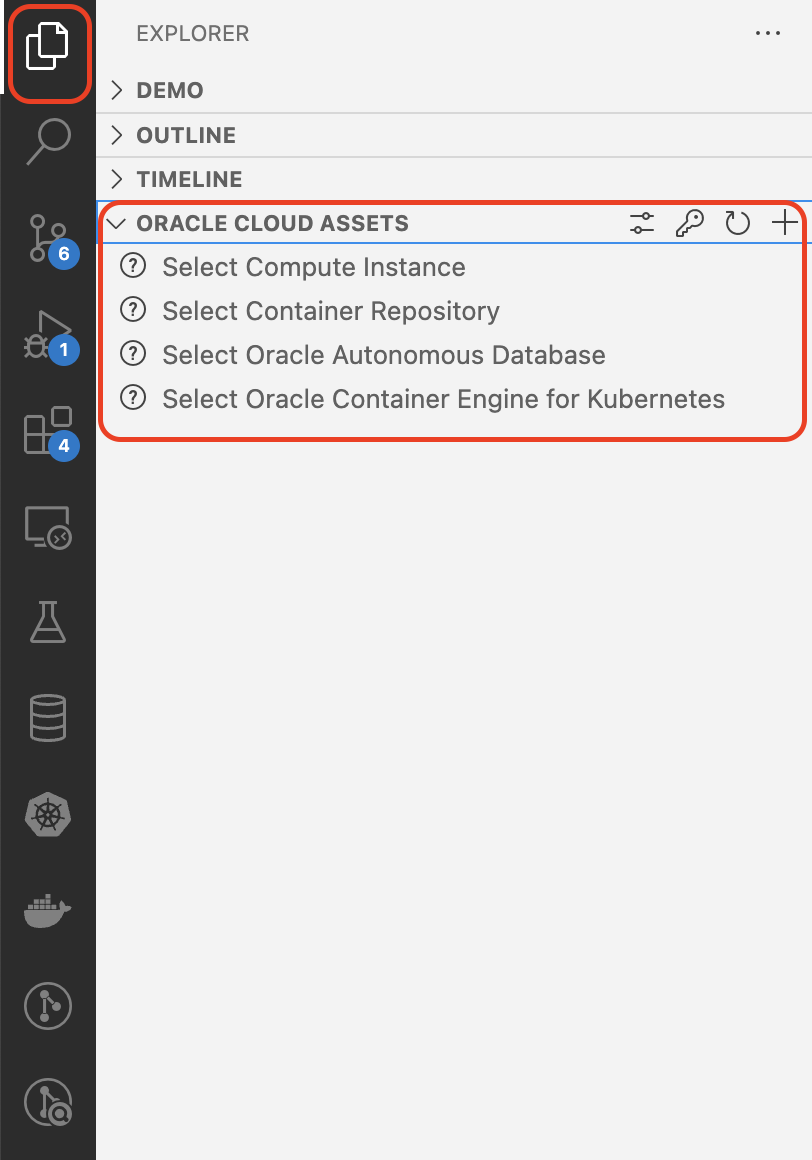 EXPLORER
DEMO
OUTLINE
TIMELINE
ORACLE CLOUD ASSETS
6
Select Compute Instance
Select Container Repository
1
Select Oracle Autonomous Database
Select Oracle Container Engine for Kubernetes
4